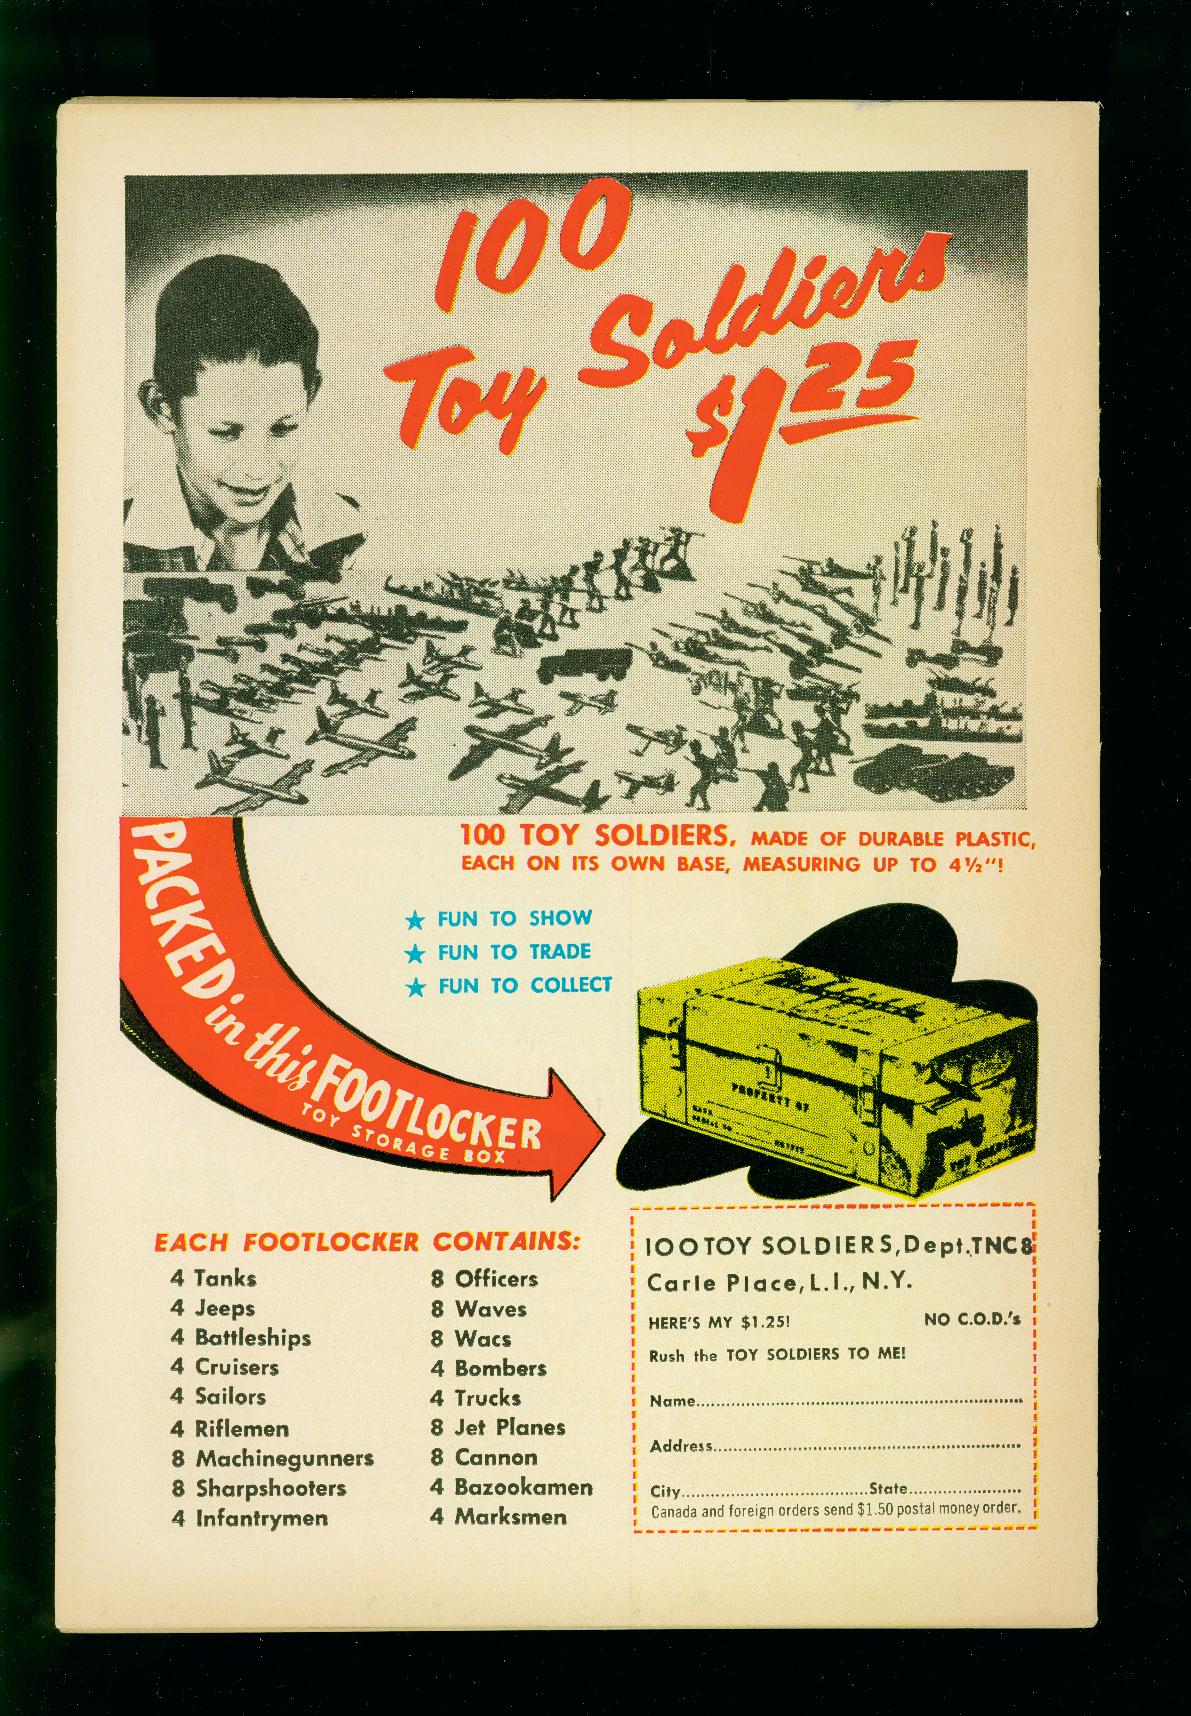 100
Toy Soldiers
$1 25
100 TOY SOLDIERS, MADE OF DURABLE PLASTIC,
EACH ON ITS OWN BASE, MEASURING UP TO 4½"!
PACKED in this FOOTLOCKER
TOY STORAGE BOX
★ FUN TO SHOW
★ FUN TO TRADE
★ FUN TO COLLECT
PROPERTY OF
EACH FOOTLOCKER CONTAINS:
4 Tanks
4 Jeeps
4 Battleships
4 Cruisers
4 Sailors
4 Riflemen
8 Machinegunners
8 Sharpshooters
4 Infantrymen
8 Officers
8 Waves
8 Wacs
4 Bombers
4 Trucks
8 Jet Planes
8 Cannon
4 Bazookamen
4 Marksmen
100 TOY SOLDIERS, Dept. TNC8
Carle Place, L.I., N.Y.
HERE'S MY $1.25! NO C.O.D.'s
Rush the TOY SOLDIERS TO ME!
Name
Address
City State
Canada and foreign orders send $1.50 postal money order.